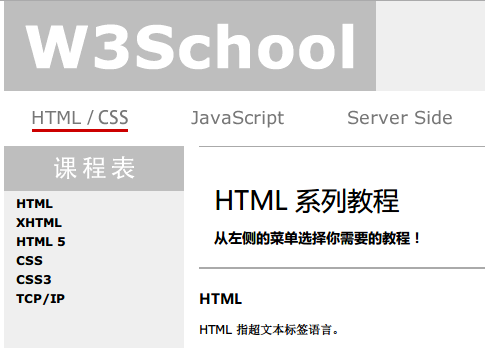 W3School
HTML / CSS JavaScript Server Side
课程表
HTML
XHTML
HTML 5
CSS
CSS3
TCP/IP
HTML 系列教程
从左侧的菜单选择你需要的教程！
HTML
HTML 指超文本标签语言。